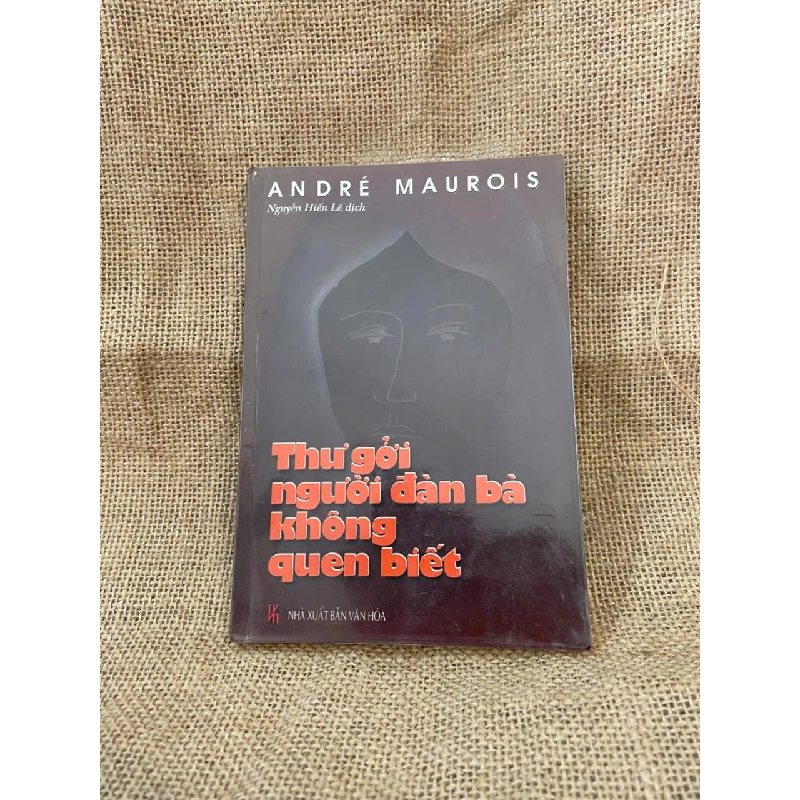 ANDRÉ MAUROIS
Nguyễn Hiến Lê dịch
Thư gởi
người đàn bà
không
quen biết
NHÀ XUẤT BẢN VĂN HÓA